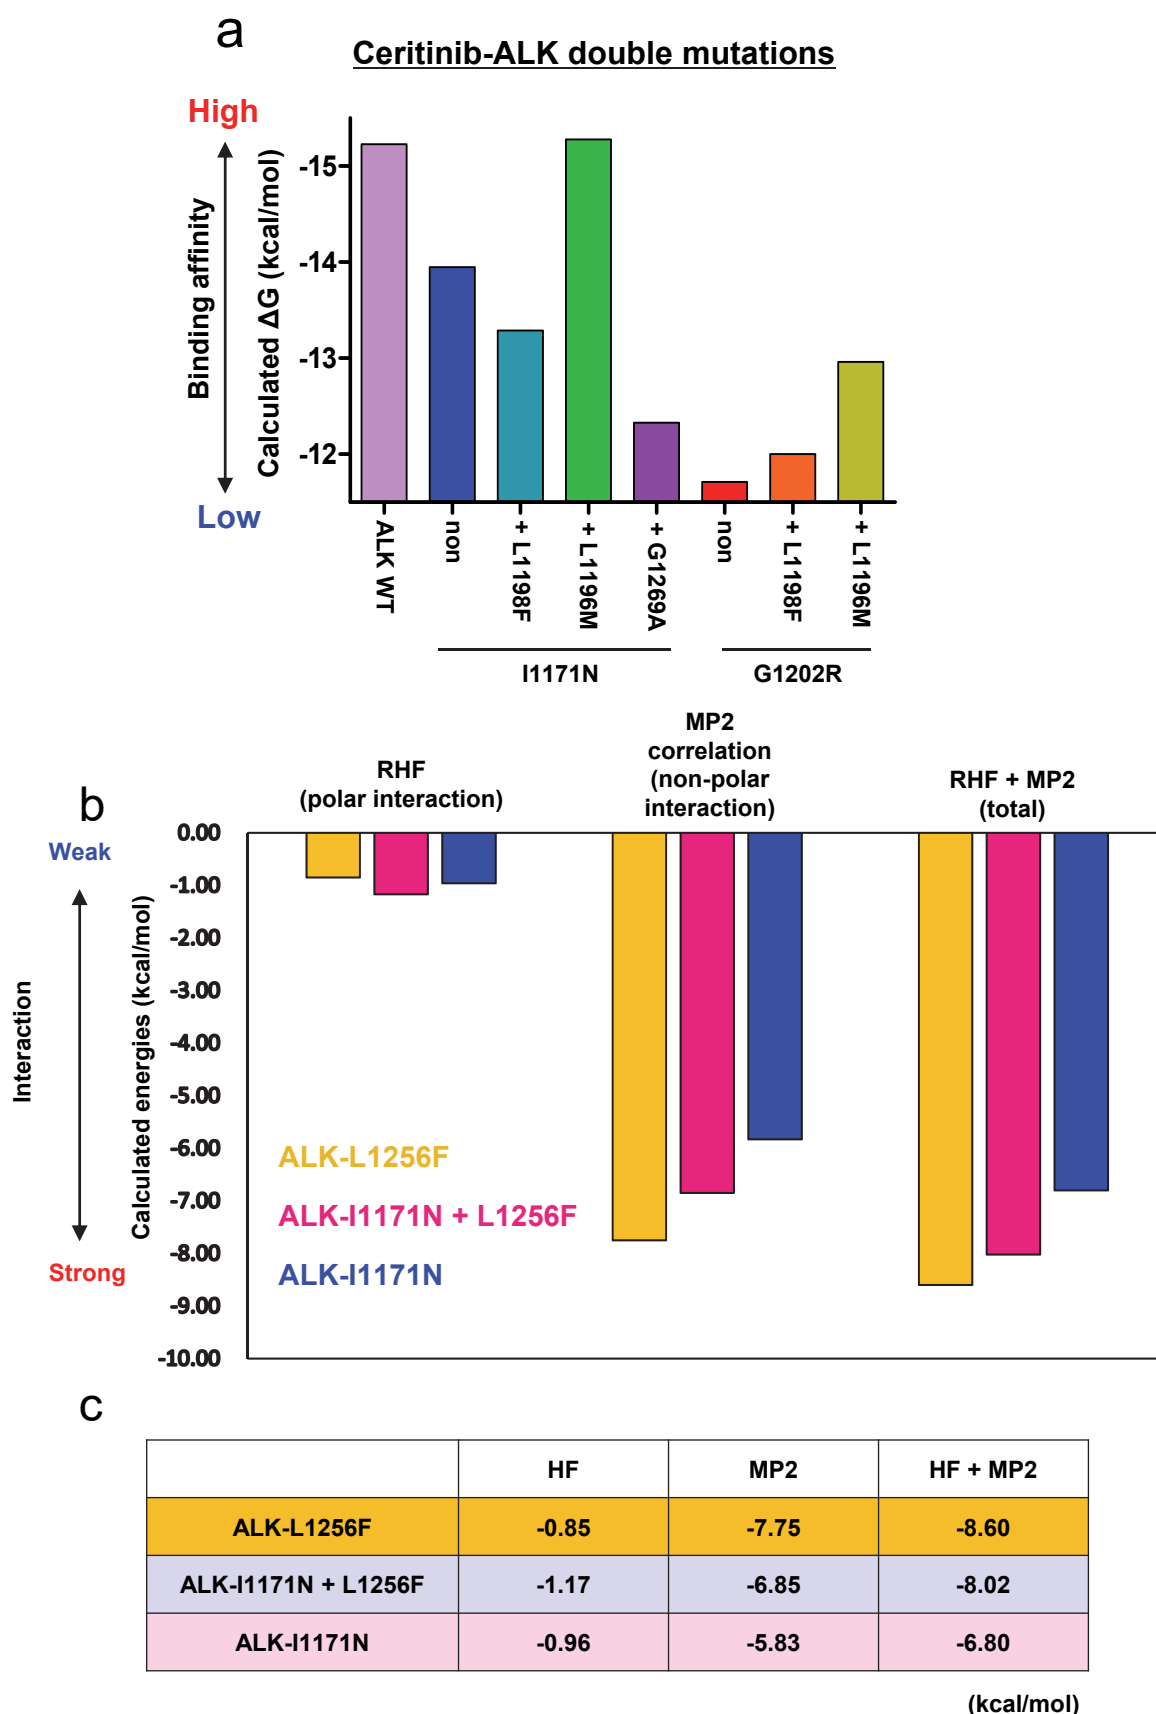 a
Ceritinib-ALK double mutations
High
Binding affinity
Low
Calculated ΔG (kcal/mol)
-15
-14
-13
-12
ALK WT
non
+ L1198F
+ L1196M
+ G1269A
non
+ L1198F
+ L1196M
I1171N
G1202R
b
RHF
(polar interaction)
MP2
correlation
(non-polar
interaction)
RHF + MP2
(total)
Weak
Interaction
Strong
Calculated energies (kcal/mol)
0.00
-1.00
-2.00
-3.00
-4.00
-5.00
-6.00
-7.00
-8.00
-9.00
-10.00
ALK-L1256F
ALK-I1171N + L1256F
ALK-I1171N
c
HF MP2 HF + MP2
ALK-L1256F -0.85 -7.75 -8.60
ALK-I1171N + L1256F -1.17 -6.85 -8.02
ALK-I1171N -0.96 -5.83 -6.80
(kcal/mol)